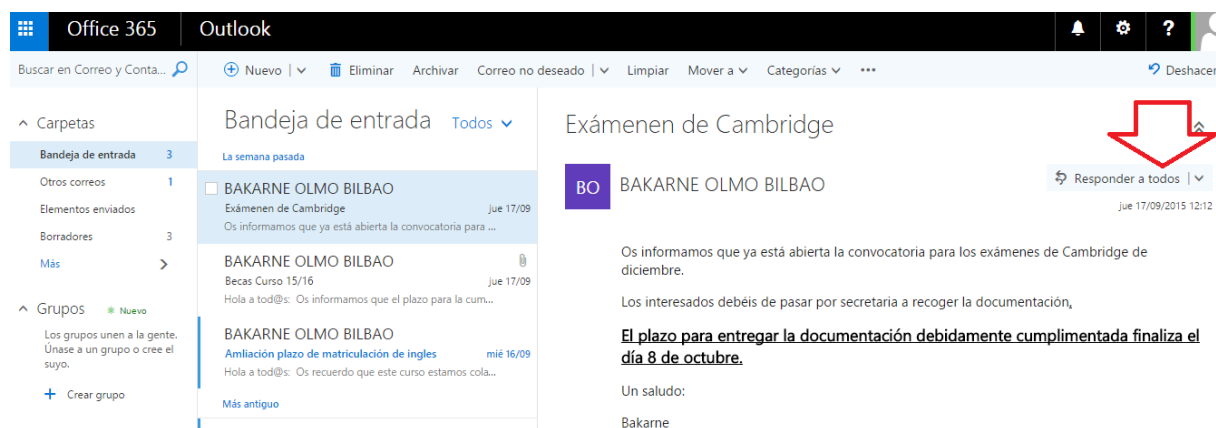 Office 365 Outlook ?
Buscar en Correo y Conta...
Nuevo Eliminar Archivar Correo no deseado Limpiar Mover a Categorías ... Deshacer
Carpetas
Bandeja de entrada 3
Otros correos 1
Elementos enviados
Borradores 3
Más
Grupos Nuevo
Los grupos unen a la gente.
Únase a un grupo o cree el
suyo.
+ Crear grupo
Bandeja de entrada Todos
La semana pasada
BAKARNE OLMO BILBAO
Exámenen de Cambridge jue 17/09
Os informamos que ya está abierta la convocatoria para ...
BAKARNE OLMO BILBAO
Becas Curso 15/16 jue 17/09
Hola a tod@s: Os informamos que el plazo para la cum...
BAKARNE OLMO BILBAO
Amliación plazo de matriculación de ingles mié 16/09
Hola a tod@s: Os recuerdo que este curso estamos cola...
Más antiguo
Exámenen de Cambridge
BO BAKARNE OLMO BILBAO
Responder a todos
jue 17/09/2015 12:12
Os informamos que ya está abierta la convocatoria para los exámenes de Cambridge de
diciembre.
Los interesados debéis de pasar por secretaria a recoger la documentación.
El plazo para entregar la documentación debidamente cumplimentada finaliza el
día 8 de octubre.
Un saludo:
Bakarne